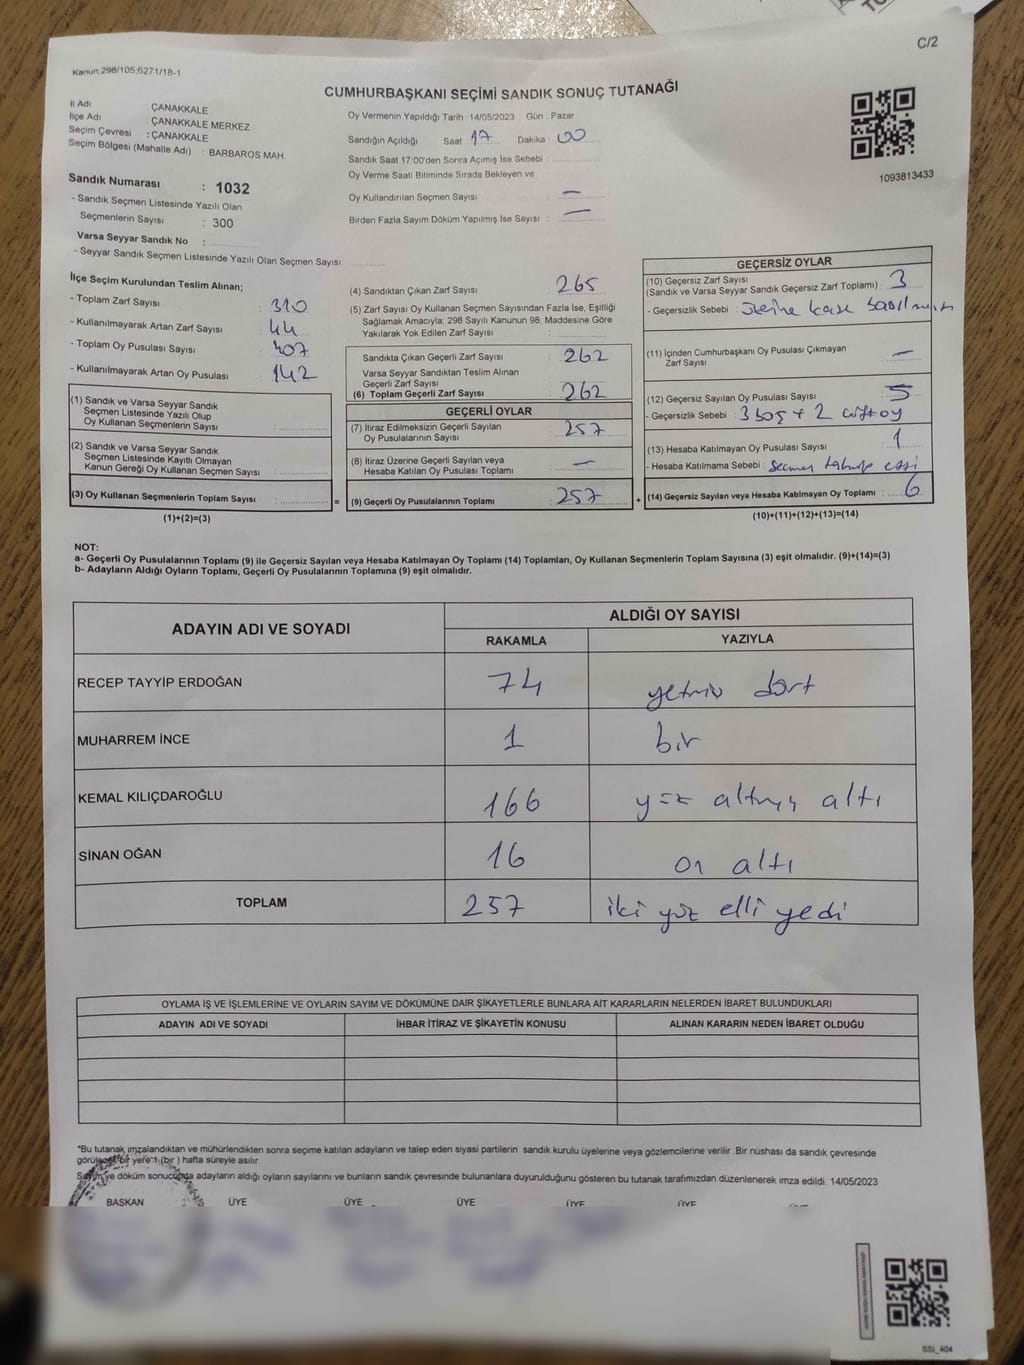 C/2
Kanun:298/105;6271/18-1
CUMHURBAŞKANI SEÇİMİ SANDIK SONUÇ TUTANAĞI
İl Adı : ÇANAKKALE
İlçe Adı : ÇANAKKALE MERKEZ
Seçim Çevresi : ÇANAKKALE
Seçim Bölgesi (Mahalle Adı) : BARBAROS MAH.
Sandık Numarası : 1032
- Sandık Seçmen Listesinde Yazılı Olan
Seçmenlerin Sayısı : 300
Varsa Seyyar Sandık No :
- Seyyar Sandık Seçmen Listesinde Yazılı Olan Seçmen Sayısı:
Oy Vermenin Yapıldığı Tarih :14/05/2023 Gün : Pazar
Sandığın Açıldığı Saat 17 Dakika : 00
Sandık Saat 17:00'den Sonra Açımış İse Sebebi :
Oy Verme Saati Bitiminde Sırada Bekleyen ve
Oy Kullandırılan Seçmen Sayısı : —
Birden Fazla Sayım Döküm Yapılmış İse Sayısı : —
1093813433
İlçe Seçim Kurulundan Teslim Alınan;
- Toplam Zarf Sayısı : 310
- Kullanılmayarak Artan Zarf Sayısı : 44
- Toplam Oy Pusulası Sayısı : 407
- Kullanılmayarak Artan Oy Pusulası : 142
(1) Sandık ve Varsa Seyyar Sandık
Seçmen Listesinde Yazılı Olup
Oy Kullanan Seçmenlerin Sayısı :
(2) Sandık ve Varsa Seyyar Sandık
Seçmen Listesinde Kayıtlı Olmayan
Kanun Gereği Oy Kullanan Seçmen Sayısı :
(3) Oy Kullanan Seçmenlerin Toplam Sayısı : =
(1)+(2)=(3)
(4) Sandıktan Çıkan Zarf Sayısı : 265
(5) Zarf Sayısı Oy Kullanan Seçmen Sayısından Fazla İse, Eşitliği
Sağlamak Amacıyla; 298 Sayılı Kanunun 98. Maddesine Göre
Yakılarak Yok Edilen Zarf Sayısı :
Sandıkta Çıkan Geçerli Zarf Sayısı : 262
Varsa Seyyar Sandıktan Teslim Alınan
Geçerli Zarf Sayısı :
(6) Toplam Geçerli Zarf Sayısı : 262
GEÇERLİ OYLAR
(7) İtiraz Edilmeksizin Geçerli Sayılan
Oy Pusulalarının Sayısı : 257
(8) İtiraz Üzerine Geçerli Sayılan veya
Hesaba Katılan Oy Pusulası Toplamı : —
(9) Geçerli Oy Pusulalarının Toplamı : 257 +
GEÇERSİZ OYLAR
(10) Geçersiz Zarf Sayısı
(Sandık ve Varsa Seyyar Sandık Geçersiz Zarf Toplamı) : 3
- Geçersizlik Sebebi :
(11) İçinden Cumhurbaşkanı Oy Pusulası Çıkmayan
Zarf Sayısı : —
(12) Geçersiz Sayılan Oy Pusulası Sayısı : 5
- Geçersizlik Sebebi : 3 boş + 2 çift oy
(13) Hesaba Katılmayan Oy Pusulası Sayısı : 1
- Hesaba Katılmama Sebebi : seçmen
(14) Geçersiz Sayılan veya Hesaba Katılmayan Oy Toplamı : 6
(10)+(11)+(12)+(13)=(14)
NOT:
a- Geçerli Oy Pusulalarının Toplamı (9) ile Geçersiz Sayılan veya Hesaba Katılmayan Oy Toplamı (14) Toplamları, Oy Kullanan Seçmenlerin Toplam Sayısına (3) eşit olmalıdır. (9)+(14)=(3)
b- Adayların Aldığı Oyların Toplamı, Geçerli Oy Pusulalarının Toplamına (9) eşit olmalıdır.
ADAYIN ADI VE SOYADI ALDIĞI OY SAYISI
RAKAMLA YAZIYLA
RECEP TAYYİP ERDOĞAN 74 yetmiş dört
MUHARREM İNCE 1 bir
KEMAL KILIÇDAROĞLU 166 yüz altmış altı
SİNAN OĞAN 16 on altı
TOPLAM 257 iki yüz elli yedi
OYLAMA İŞ VE İŞLEMLERİNE VE OYLARIN SAYIM VE DÖKÜMÜNE DAİR ŞİKAYETLERLE BUNLARA AİT KARARLARIN NELERDEN İBARET BULUNDUKLARI
ADAYIN ADI VE SOYADI İHBAR İTİRAZ VE ŞİKAYETİN KONUSU ALINAN KARARIN NEDEN İBARET OLDUĞU
*Bu tutanak imzalandıktan ve mühürlendikten sonra seçime katılan adayların ve talep eden siyasi partilerin sandık kurulu üyelerine veya gözlemcilerine verilir. Bir nüshası da sandık çevresinde
görülecek bir yere 1 (bir ) hafta süreyle asılır.
Sayım ve döküm sonucunda adayların aldığı oyların sayılarını ve bunların sandık çevresinde bulunanlara duyurulduğunu gösteren bu tutanak tarafımızdan düzenlenerek imza edildi. 14/05/2023
BAŞKAN ÜYE ÜYE ÜYE ÜYE ÜYE
SSI_404